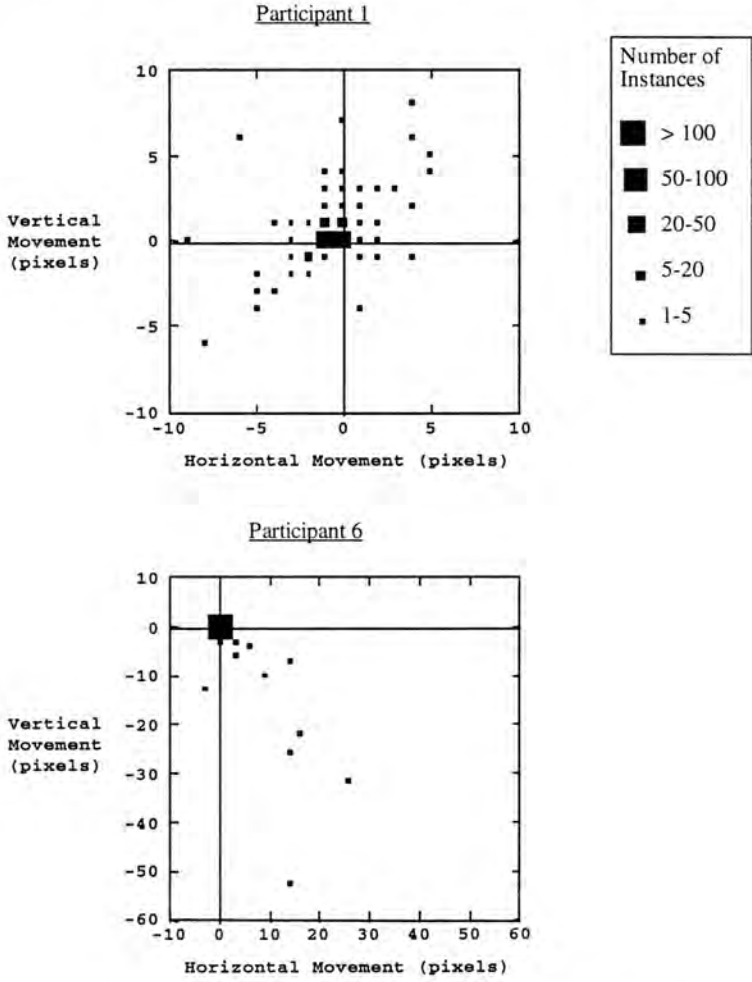 Participant 1
Number of
Instances
> 100
50-100
20-50
5-20
1-5
10
5
0
-5
-10
Vertical
Movement
(pixels)
-10
-5
0
5
10
Horizontal Movement (pixels)
Participant 6
10
0
-10
-20
-30
-40
-50
-60
Vertical
Movement
(pixels)
-10
0
10
20
30
40
50
60
Horizontal Movement (pixels)